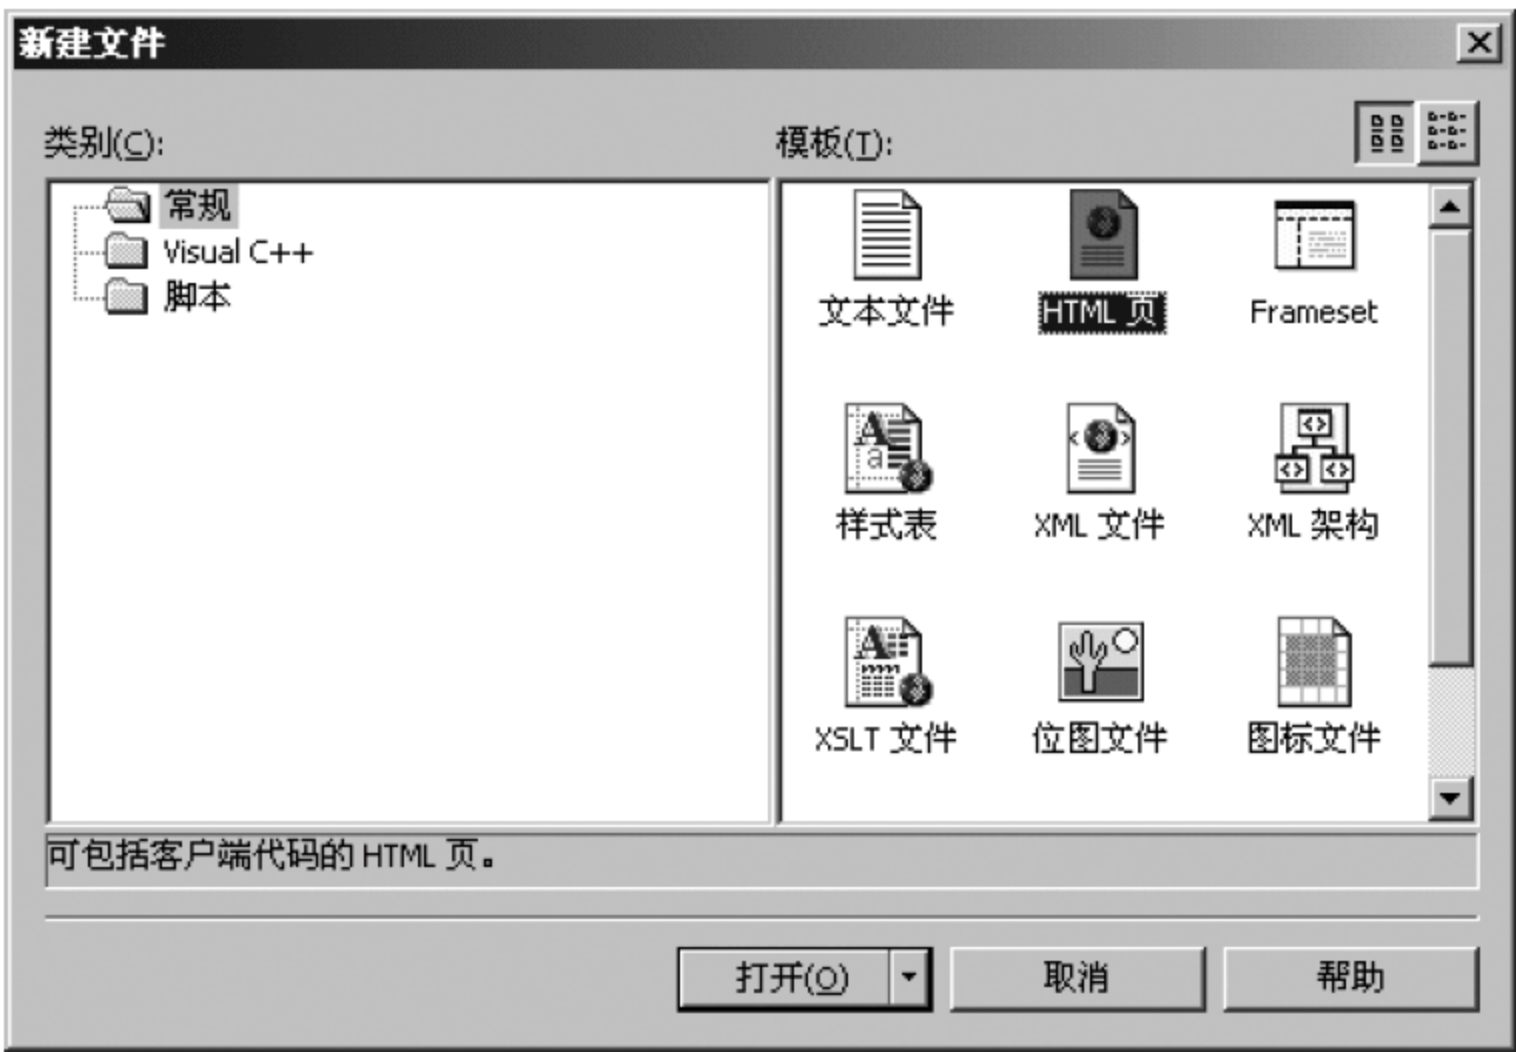 新建文件
类别(C):
模板(T):
常规
Visual C++
脚本
文本文件
HTML 页
Frameset
样式表
XML 文件
XML 架构
XSLT 文件
位图文件
图标文件
可包括客户端代码的 HTML 页。
打开(O)
取消
帮助